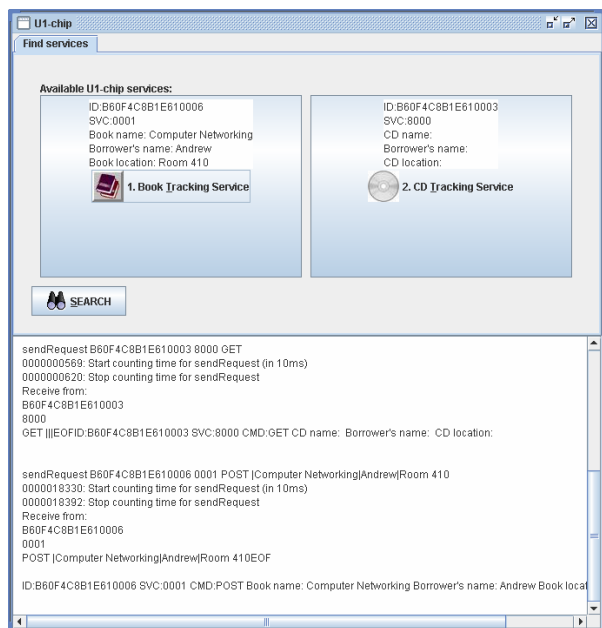 U1-chip
Find services
Available U1-chip services:
ID:B60F4C8B1E610006
SVC:0001
Book name: Computer Networking
Borrower's name: Andrew
Book location: Room 410
1. Book Tracking Service
ID:B60F4C8B1E610003
SVC:8000
CD name:
Borrower's name:
CD location:
2. CD Tracking Service
SEARCH
sendRequest B60F4C8B1E610003 8000 GET
0000000569: Start counting time for sendRequest (in 10ms)
0000000620: Stop counting time for sendRequest
Receive from:
B60F4C8B1E610003
8000
GET |||EOFID:B60F4C8B1E610003 SVC:8000 CMD:GET CD name: Borrower's name: CD location:
sendRequest B60F4C8B1E610006 0001 POST |Computer Networking|Andrew|Room 410
0000018330: Start counting time for sendRequest (in 10ms)
0000018392: Stop counting time for sendRequest
Receive from:
B60F4C8B1E610006
0001
POST |Computer Networking|Andrew|Room 410EOF
ID:B60F4C8B1E610006 SVC:0001 CMD:POST Book name: Computer Networking Borrower's name: Andrew Book locat